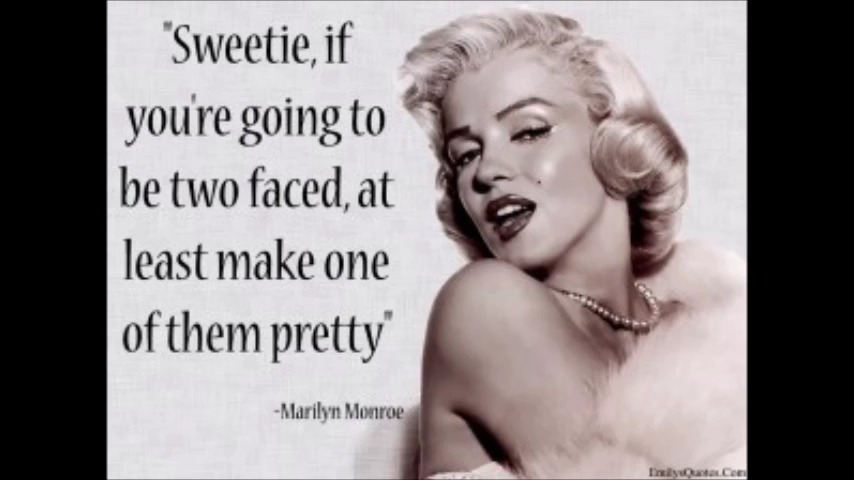 "Sweetie, if
you're going to
be two faced, at
least make one
of them pretty"
-Marilyn Monroe
EmilysQuotes.Com